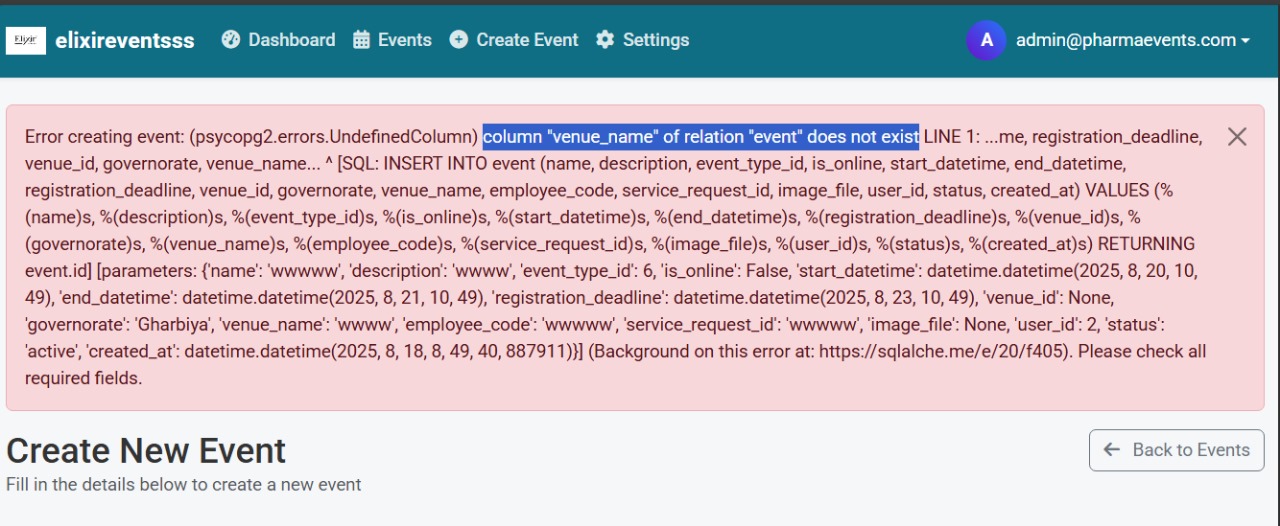 Elixir elixireventsss Dashboard Events Create Event Settings A admin@pharmaevents.com
Error creating event: (psycopg2.errors.UndefinedColumn) column "venue_name" of relation "event" does not exist LINE 1: ...me, registration_deadline,
venue_id, governorate, venue_name... ^ [SQL: INSERT INTO event (name, description, event_type_id, is_online, start_datetime, end_datetime,
registration_deadline, venue_id, governorate, venue_name, employee_code, service_request_id, image_file, user_id, status, created_at) VALUES (%
(name)s, %(description)s, %(event_type_id)s, %(is_online)s, %(start_datetime)s, %(end_datetime)s, %(registration_deadline)s, %(venue_id)s, %
(governorate)s, %(venue_name)s, %(employee_code)s, %(service_request_id)s, %(image_file)s, %(user_id)s, %(status)s, %(created_at)s) RETURNING
event.id] [parameters: {'name': 'wwwww', 'description': 'wwww', 'event_type_id': 6, 'is_online': False, 'start_datetime': datetime.datetime(2025, 8, 20, 10,
49), 'end_datetime': datetime.datetime(2025, 8, 21, 10, 49), 'registration_deadline': datetime.datetime(2025, 8, 23, 10, 49), 'venue_id': None,
'governorate': 'Gharbiya', 'venue_name': 'wwww', 'employee_code': 'wwwww', 'service_request_id': 'wwwww', 'image_file': None, 'user_id': 2, 'status':
'active', 'created_at': datetime.datetime(2025, 8, 18, 8, 49, 40, 887911)}] (Background on this error at: https://sqlalche.me/e/20/f405). Please check all
required fields.
Create New Event
Back to Events
Fill in the details below to create a new event